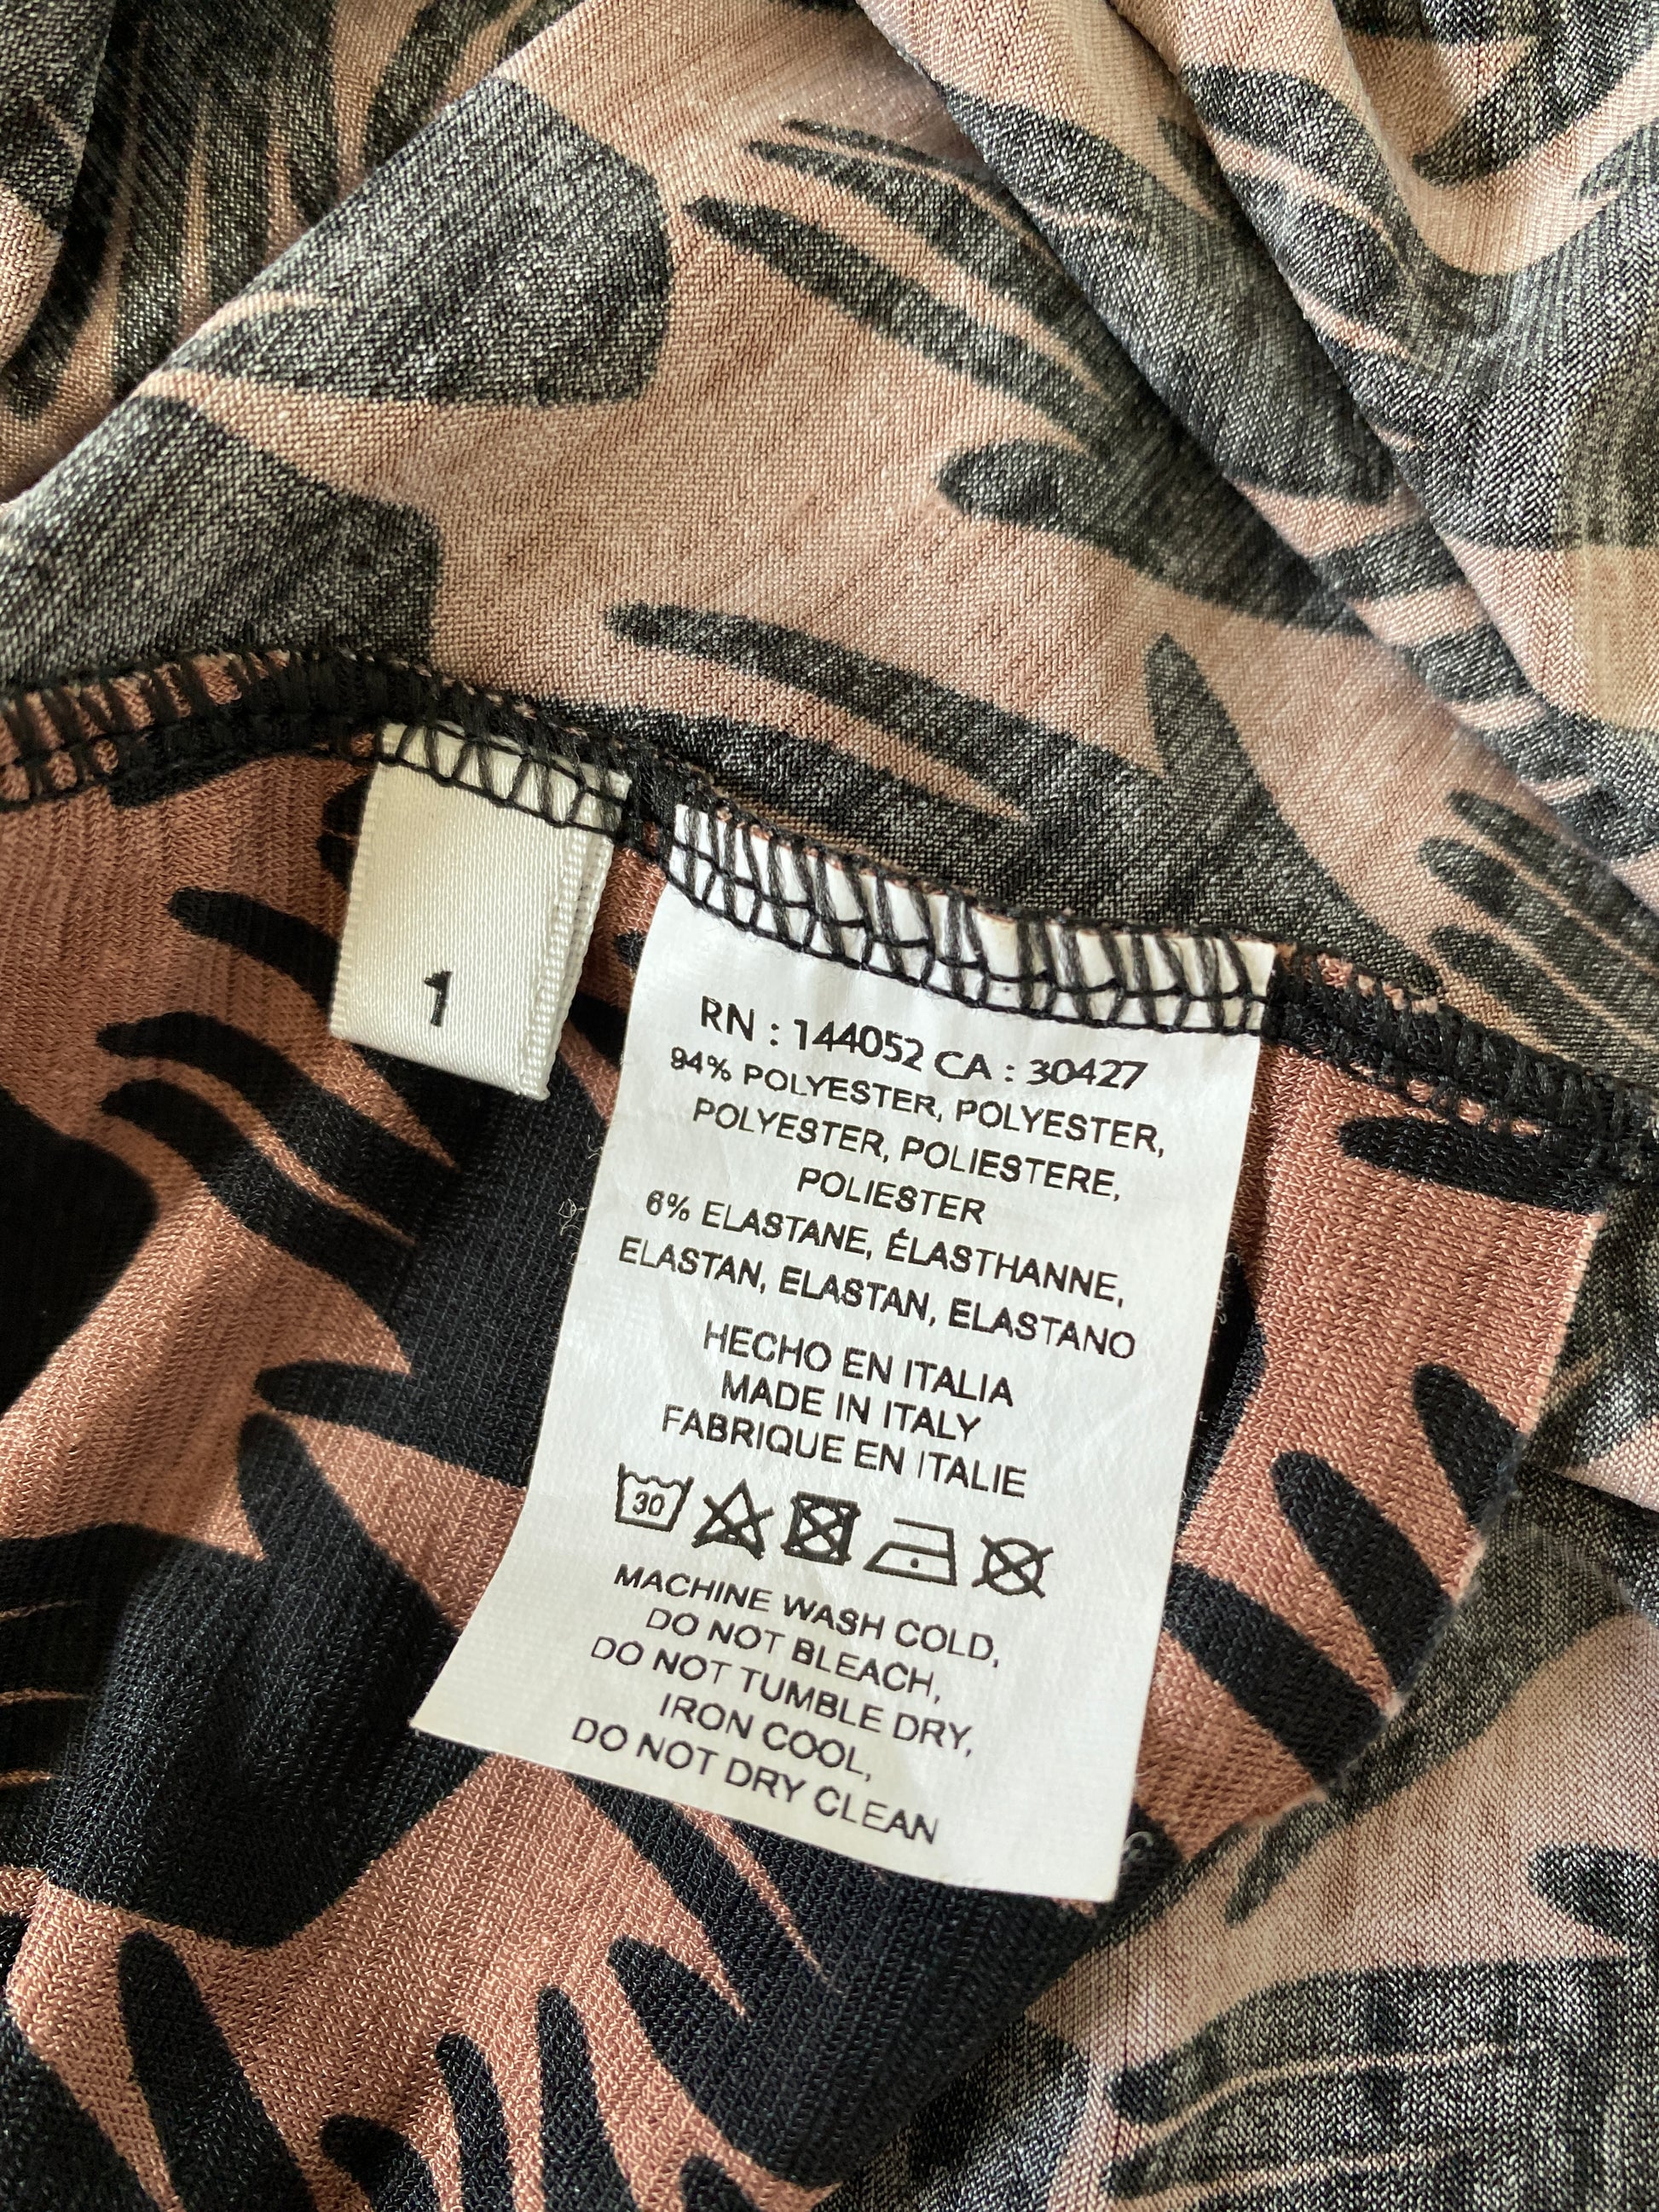 1
RN : 144052 CA : 30427
94% POLYESTER, POLYESTER,
POLYESTER, POLIESTERE,
POLIESTER
6% ELASTANE, ÉLASTHANNE,
ELASTAN, ELASTAN, ELASTANO
HECHO EN ITALIA
MADE IN ITALY
FABRIQUE EN ITALIE
30
MACHINE WASH COLD,
DO NOT BLEACH,
DO NOT TUMBLE DRY,
IRON COOL,
DO NOT DRY CLEAN